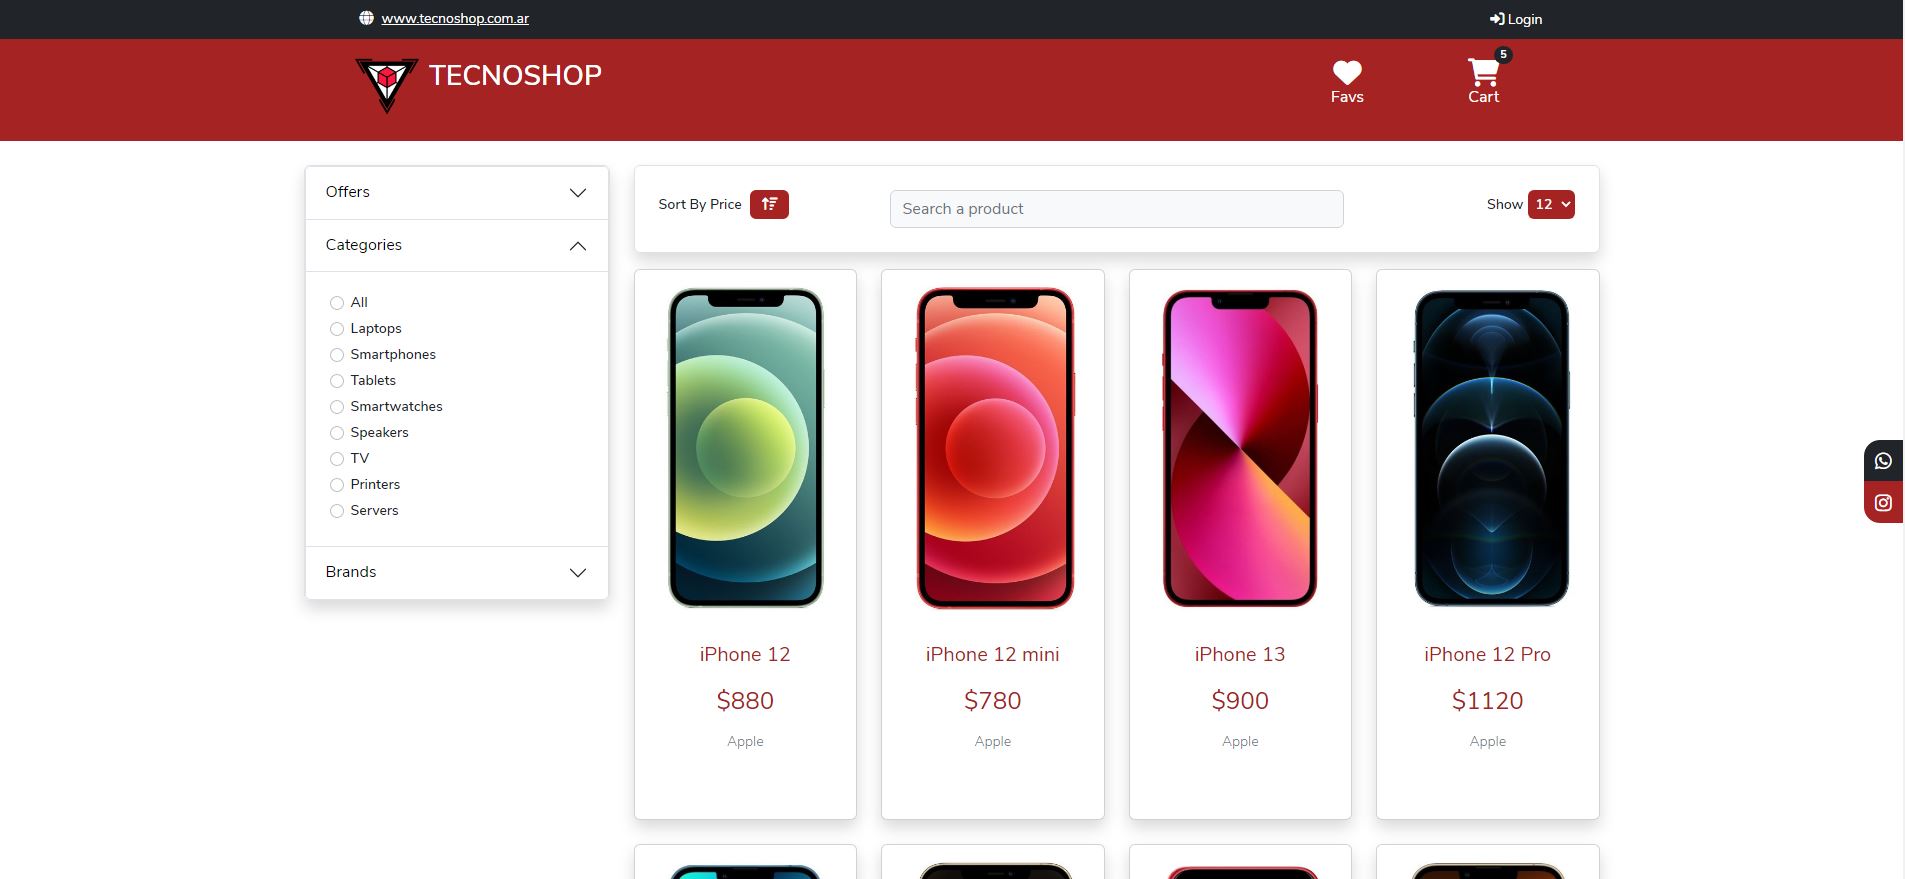 www.tecnoshop.com.ar
Login
TECNOSHOP
Favs
5
Cart
Offers
Categories
All
Laptops
Smartphones
Tablets
Smartwatches
Speakers
TV
Printers
Servers
Brands
Sort By Price
Search a product
Show 12
iPhone 12
$880
Apple
iPhone 12 mini
$780
Apple
iPhone 13
$900
Apple
iPhone 12 Pro
$1120
Apple